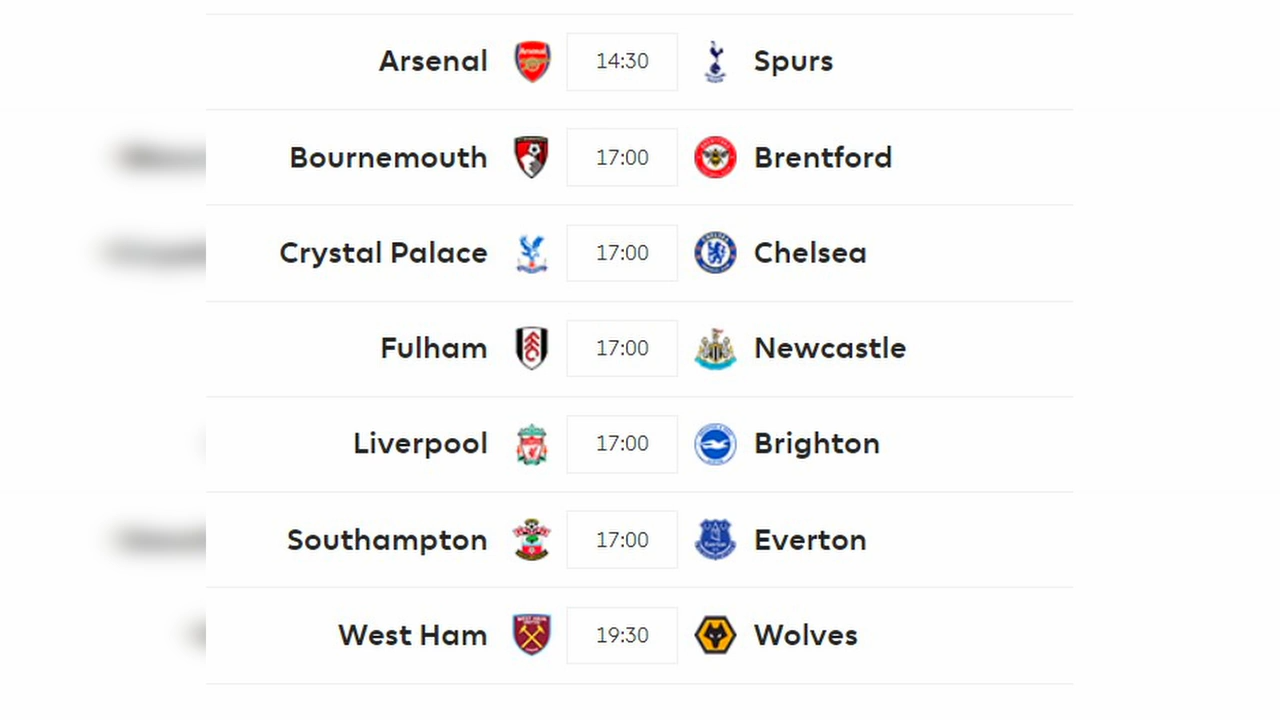 Arsenal 14:30 Spurs
Bournemouth 17:00 Brentford
Crystal Palace 17:00 Chelsea
Fulham 17:00 Newcastle
Liverpool 17:00 Brighton
Southampton 17:00 Everton
West Ham 19:30 Wolves